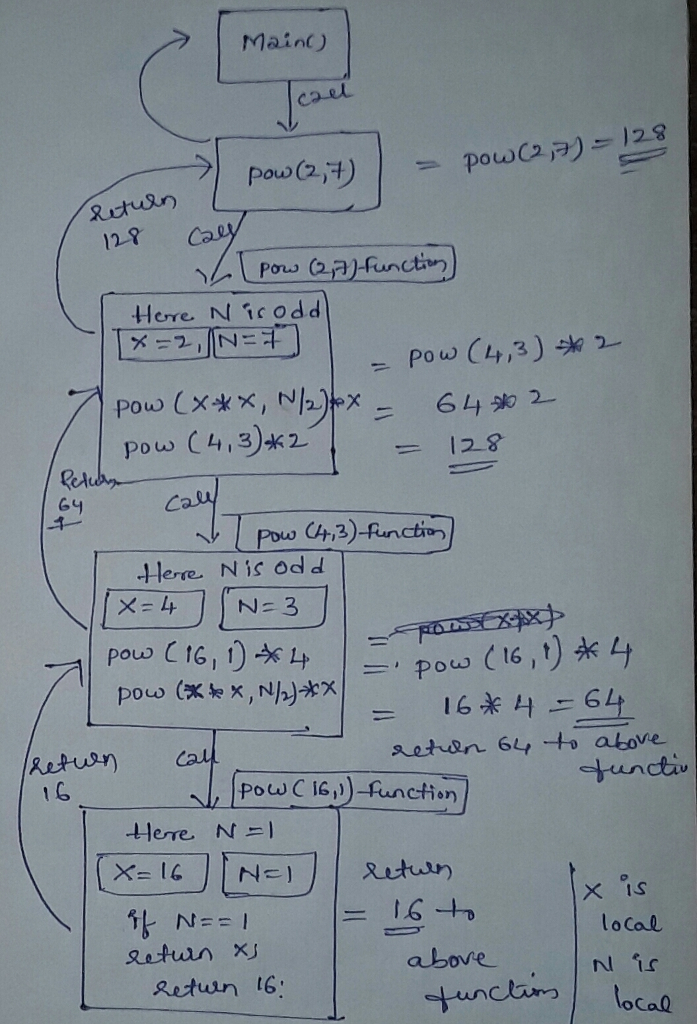 Main()
call
pow(2,7)
= pow(2,7) = 128
return
128
call
pow (2,7)-function
Here N is odd
X=2, N=7
= pow (4,3) * 2
pow (X*X, N/2)*X
= 64 * 2
pow (4,3)*2
= 128
Return
64
call
pow (4,3)-function
Here N is odd
X=4 N=3
pow (16,1) * 4
= pow (16,1) * 4
pow (X*X, N/2)*X
= 16 * 4 = 64
return 64 to above
function
return
16
call
pow (16,1)-function
Here N=1
X=16 N=1
if N==1
return x;
return 16:
return
= 16 to
above
function
x is
local
N is
local